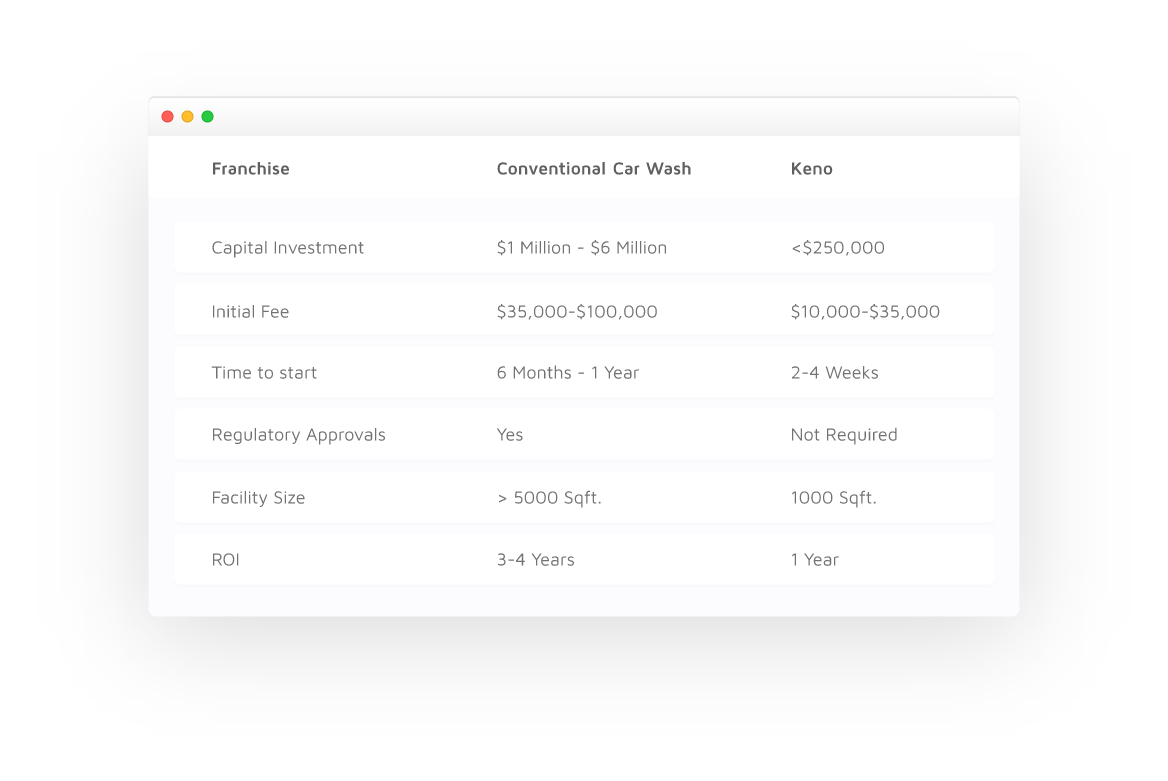 Franchise Conventional Car Wash Keno
Capital Investment $1 Million - $6 Million <$250,000
Initial Fee $35,000-$100,000 $10,000-$35,000
Time to start 6 Months - 1 Year 2-4 Weeks
Regulatory Approvals Yes Not Required
Facility Size > 5000 Sqft. 1000 Sqft.
ROI 3-4 Years 1 Year